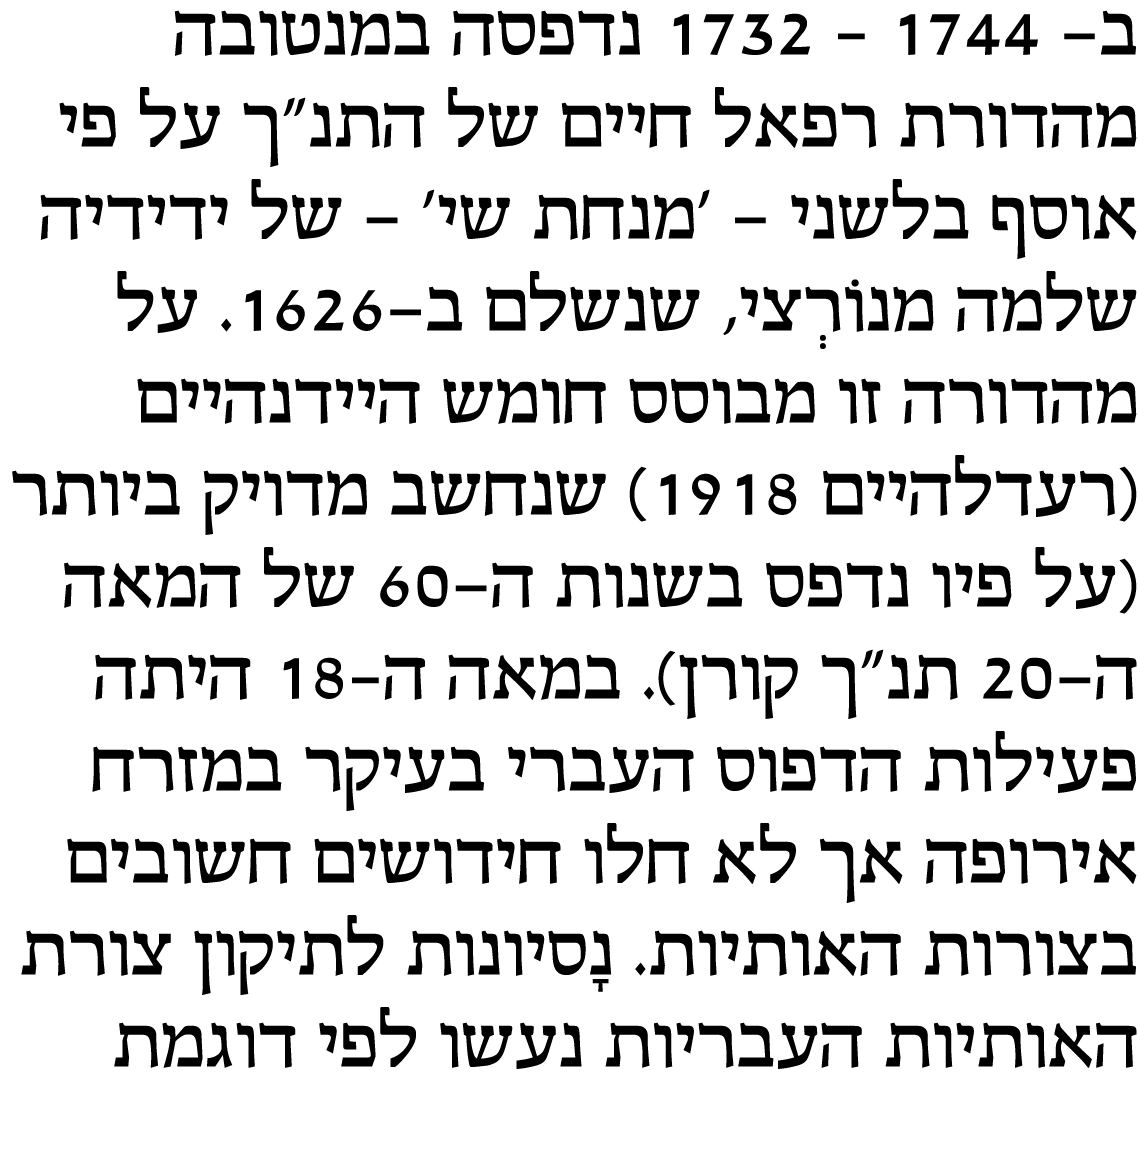 ב– 1744 – 1732 נדפסה במנטובה
מהדורת רפאל חיים של התנ״ך על פי
אוסף בלשני – ׳מנחת שי׳ – של ידידיה
שלמה מנוֹרְצי, שנשלם ב–1626. על
מהדורה זו מבוסס חומש היידנהיים
(רעדלהיים 1918) שנחשב מדויק ביותר
(על פיו נדפס בשנות ה–60 של המאה
ה–20 תנ״ך קורן). במאה ה–18 היתה
פעילות הדפוס העברי בעיקר במזרח
אירופה אך לא חלו חידושים חשובים
בצורות האותיות. נָסיונות לתיקון צורת
האותיות העבריות נעשו לפי דוגמת